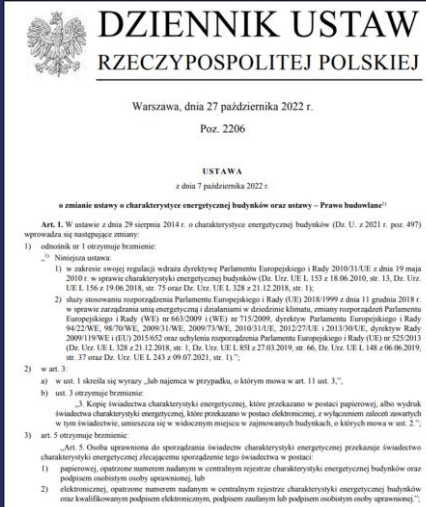 DZIENNIK USTAW
RZECZYPOSPOLITEJ POLSKIEJ
Warszawa, dnia 27 października 2022 r.
Poz. 2206
USTAWA
z dnia 7 października 2022 r.
o zmianie ustawy o charakterystyce energetycznej budynków oraz ustawy – Prawo budowlane¹⁾
Art. 1. W ustawie z dnia 29 sierpnia 2014 r. o charakterystyce energetycznej budynków (Dz. U. z 2021 r. poz. 497)
wprowadza się następujące zmiany:
1) odnośnik nr 1 otrzymuje brzmienie:
„¹⁾ Niniejsza ustawa:
1) w zakresie swojej regulacji wdraża dyrektywę Parlamentu Europejskiego i Rady 2010/31/UE z dnia 19 maja
2010 r. w sprawie charakterystyki energetycznej budynków (Dz. Urz. UE L 153 z 18.06.2010, str. 13, Dz. Urz.
UE L 156 z 19.06.2018, str. 75 oraz Dz. Urz. UE L 328 z 21.12.2018, str. 1);
2) służy stosowaniu rozporządzenia Parlamentu Europejskiego i Rady (UE) 2018/1999 z dnia 11 grudnia 2018 r.
w sprawie zarządzania unią energetyczną i działaniami w dziedzinie klimatu, zmiany rozporządzeń Parlamentu
Europejskiego i Rady (WE) nr 663/2009 i (WE) nr 715/2009, dyrektyw Parlamentu Europejskiego i Rady
94/22/WE, 98/70/WE, 2009/31/WE, 2009/73/WE, 2010/31/UE, 2012/27/UE i 2013/30/UE, dyrektyw Rady
2009/119/WE i (EU) 2015/652 oraz uchylenia rozporządzenia Parlamentu Europejskiego i Rady (UE) nr 525/2013
(Dz. Urz. UE L 328 z 21.12.2018, str. 1, Dz. Urz. UE L 85I z 27.03.2019, str. 66, Dz. Urz. UE L 148 z 06.06.2019,
str. 37 oraz Dz. Urz. UE L 243 z 09.07.2021, str. 1).”;
2) w art. 3:
a) w ust. 1 skreśla się wyrazy „lub najemca w przypadku, o którym mowa w art. 11 ust. 3,”,
b) ust. 3 otrzymuje brzmienie:
„3. Kopię świadectwa charakterystyki energetycznej, które przekazano w postaci papierowej, albo wydruk
świadectwa charakterystyki energetycznej, które przekazano w postaci elektronicznej, z wyłączeniem zaleceń zawartych
w tym świadectwie, umieszcza się w widocznym miejscu w zajmowanych budynkach, o których mowa w ust. 2.”;
3) art. 5 otrzymuje brzmienie:
„Art. 5. Osoba uprawniona do sporządzania świadectw charakterystyki energetycznej przekazuje świadectwo
charakterystyki energetycznej zlecającemu sporządzenie tego świadectwa w postaci:
1) papierowej, opatrzone numerem nadanym w centralnym rejestrze charakterystyki energetycznej budynków oraz
podpisem osobistym osoby uprawnionej, lub
2) elektronicznej, opatrzone numerem nadanym w centralnym rejestrze charakterystyki energetycznej budynków
oraz kwalifikowanym podpisem elektronicznym, podpisem zaufanym lub podpisem osobistym osoby uprawnionej.”;